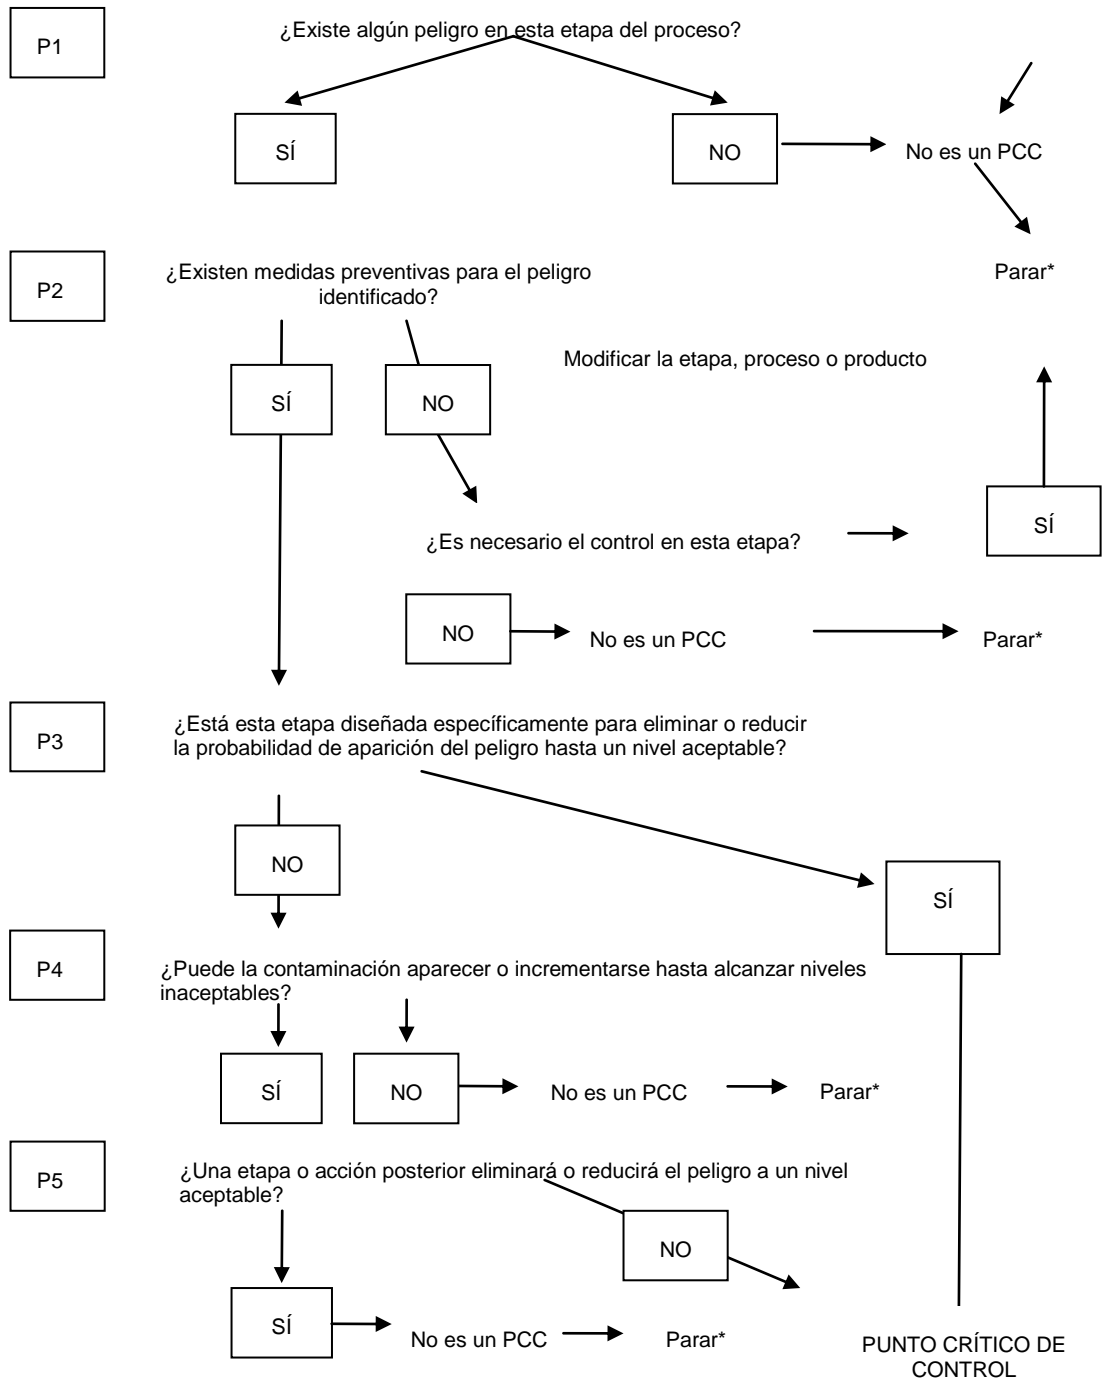 P1
¿Existe algún peligro en esta etapa del proceso?
SÍ
NO
No es un PCC
P2
¿Existen medidas preventivas para el peligro
identificado?
Parar*
Modificar la etapa, proceso o producto
SÍ
NO
¿Es necesario el control en esta etapa?
SÍ
NO
No es un PCC
Parar*
P3
¿Está esta etapa diseñada específicamente para eliminar o reducir
la probabilidad de aparición del peligro hasta un nivel aceptable?
NO
SÍ
P4
¿Puede la contaminación aparecer o incrementarse hasta alcanzar niveles
inaceptables?
SÍ
NO
No es un PCC
Parar*
P5
¿Una etapa o acción posterior eliminará o reducirá el peligro a un nivel
aceptable?
NO
SÍ
No es un PCC
Parar*
PUNTO CRÍTICO DE
CONTROL